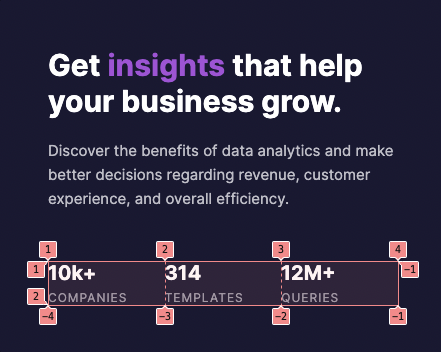 Get insights that help
your business grow.
Discover the benefits of data analytics and make
better decisions regarding revenue, customer
experience, and overall efficiency.
1 2 3 4
1 10k+ 314 12M+ −1
2 COMPANIES TEMPLATES QUERIES
−4 −3 −2 −1